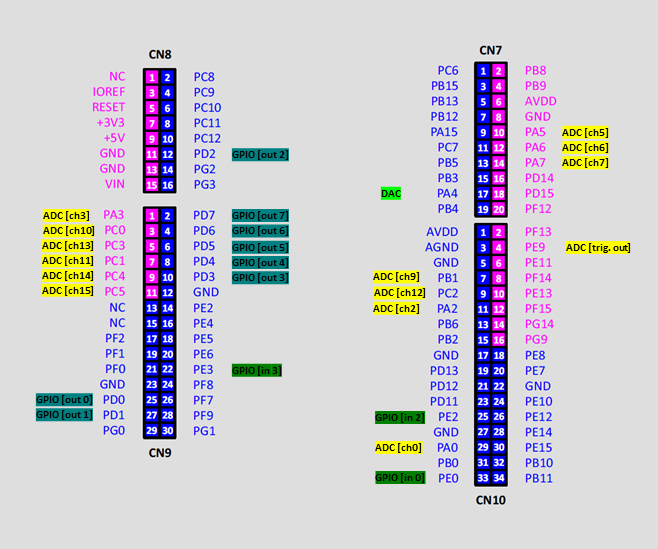 CN8
NC 1 2 PC8
IOREF 3 4 PC9
RESET 5 6 PC10
+3V3 7 8 PC11
+5V 9 10 PC12
GND 11 12 PD2 GPIO [out 2]
GND 13 14 PG2
VIN 15 16 PG3
ADC [ch3] PA3 1 2 PD7 GPIO [out 7]
ADC [ch10] PC0 3 4 PD6 GPIO [out 6]
ADC [ch13] PC3 5 6 PD5 GPIO [out 5]
ADC [ch11] PC1 7 8 PD4 GPIO [out 4]
ADC [ch14] PC4 9 10 PD3 GPIO [out 3]
ADC [ch15] PC5 11 12 GND
NC 13 14 PE2
NC 15 16 PE4
PF2 17 18 PE5
PF1 19 20 PE6
PF0 21 22 PE3 GPIO [in 3]
GND 23 24 PF8
GPIO [out 0] PD0 25 26 PF7
GPIO [out 1] PD1 27 28 PF9
PG0 29 30 PG1
CN9
CN7
PC6 1 2 PB8
PB15 3 4 PB9
PB13 5 6 AVDD
PB12 7 8 GND
PA15 9 10 PA5 ADC [ch5]
PC7 11 12 PA6 ADC [ch6]
PB5 13 14 PA7 ADC [ch7]
PB3 15 16 PD14
DAC PA4 17 18 PD15
PB4 19 20 PF12
AVDD 1 2 PF13
AGND 3 4 PE9 ADC [trig. out]
GND 5 6 PE11
ADC [ch9] PB1 7 8 PF14
ADC [ch12] PC2 9 10 PE13
ADC [ch2] PA2 11 12 PF15
PB6 13 14 PG14
PB2 15 16 PG9
GND 17 18 PE8
PD13 19 20 PE7
PD12 21 22 GND
PD11 23 24 PE10
GPIO [in 2] PE2 25 26 PE12
GND 27 28 PE14
ADC [ch0] PA0 29 30 PE15
PB0 31 32 PB10
GPIO [in 0] PE0 33 34 PB11
CN10